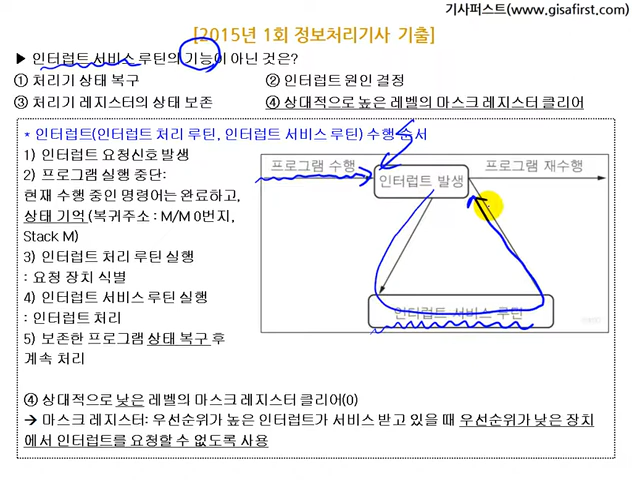 기사퍼스트(www.gisafirst.com)
[2015년 1회 정보처리기사 기출]
▶ 인터럽트 서비스 루틴의 기능이 아닌 것은?
① 처리기 상태 복구 ② 인터럽트 원인 결정
③ 처리기 레지스터의 상태 보존 ④ 상대적으로 높은 레벨의 마스크 레지스터 클리어
* 인터럽트(인터럽트 처리 루틴, 인터럽트 서비스 루틴) 수행 순서
1) 인터럽트 요청신호 발생
2) 프로그램 실행 중단:
현재 수행 중인 명령어는 완료하고,
상태 기억(복귀주소 : M/M 0번지,
Stack M)
3) 인터럽트 처리 루틴 실행
: 요청 장치 식별
4) 인터럽트 서비스 루틴 실행
: 인터럽트 처리
5) 보존한 프로그램 상태 복구 후
계속 처리
프로그램 수행 프로그램 재수행
인터럽트 발생
인터럽트 서비스 루틴
④ 상대적으로 낮은 레벨의 마스크 레지스터 클리어(0)
→ 마스크 레지스터: 우선순위가 높은 인터럽트가 서비스 받고 있을 때 우선순위가 낮은 장치
에서 인터럽트를 요청할 수 없도록 사용